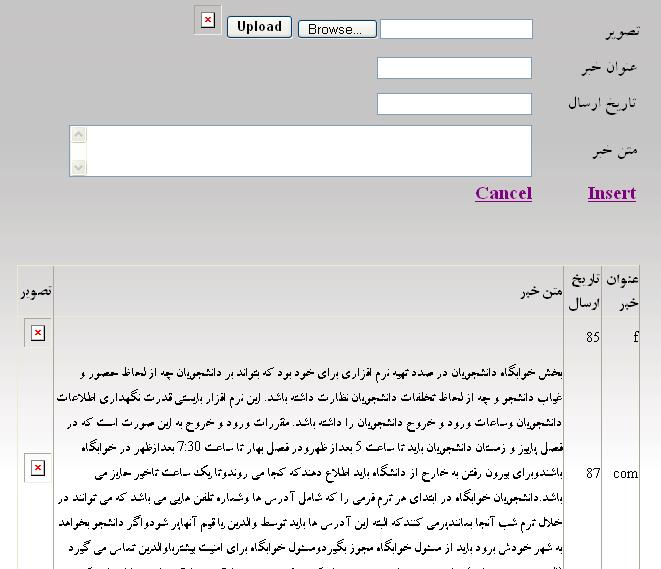 تصویر Browse... Upload
عنوان خبر
تاریخ ارسال
متن خبر
Insert Cancel
عنوان خبر تاریخ ارسال متن خبر تصویر
f 85
بخش خوابگاه دانشجویان در صدد تهیه نرم افزاری برای خود بود که بتواند بر دانشجویان چه از لحاظ حضور و
غیاب دانشجو و چه از لحاظ تخلفات دانشجویان نظارت داشته باشد. این نرم افزار بایستی قدرت نگهداری اطلاعات
دانشجویان وساعات ورود و خروج دانشجویان را داشته باشد. مقررات ورود و خروج به این صورت است که در
فصل پاییز و زمستان دانشجویان باید تا ساعت 5 بعداز ظهرودر فصل بهار تا ساعت 7:30 بعدازظهر در خوابگاه
com 87
باشندوبرای بیرون رفتن به خارج از دانشگاه باید اطلاع دهندکه کجا می روندوتا یک ساعت تاخیر جایز می
باشد.دانشجویان خوابگاه در ابتدای هر ترم فرمی را که شامل آدرس ها وشماره تلفن هایی می باشد که می توانند در
خلال ترم شب آنجا بمانندپرمی کنندکه البته این آدرس ها باید توسط والدین یا قیم آنهاپر شودواگر دانشجو بخواهد
به شهر خودش برود باید از مسئول خوابگاه مجوز بگیردومسئول خوابگاه برای امنیت بیشترباوالدین تماس می گیرد